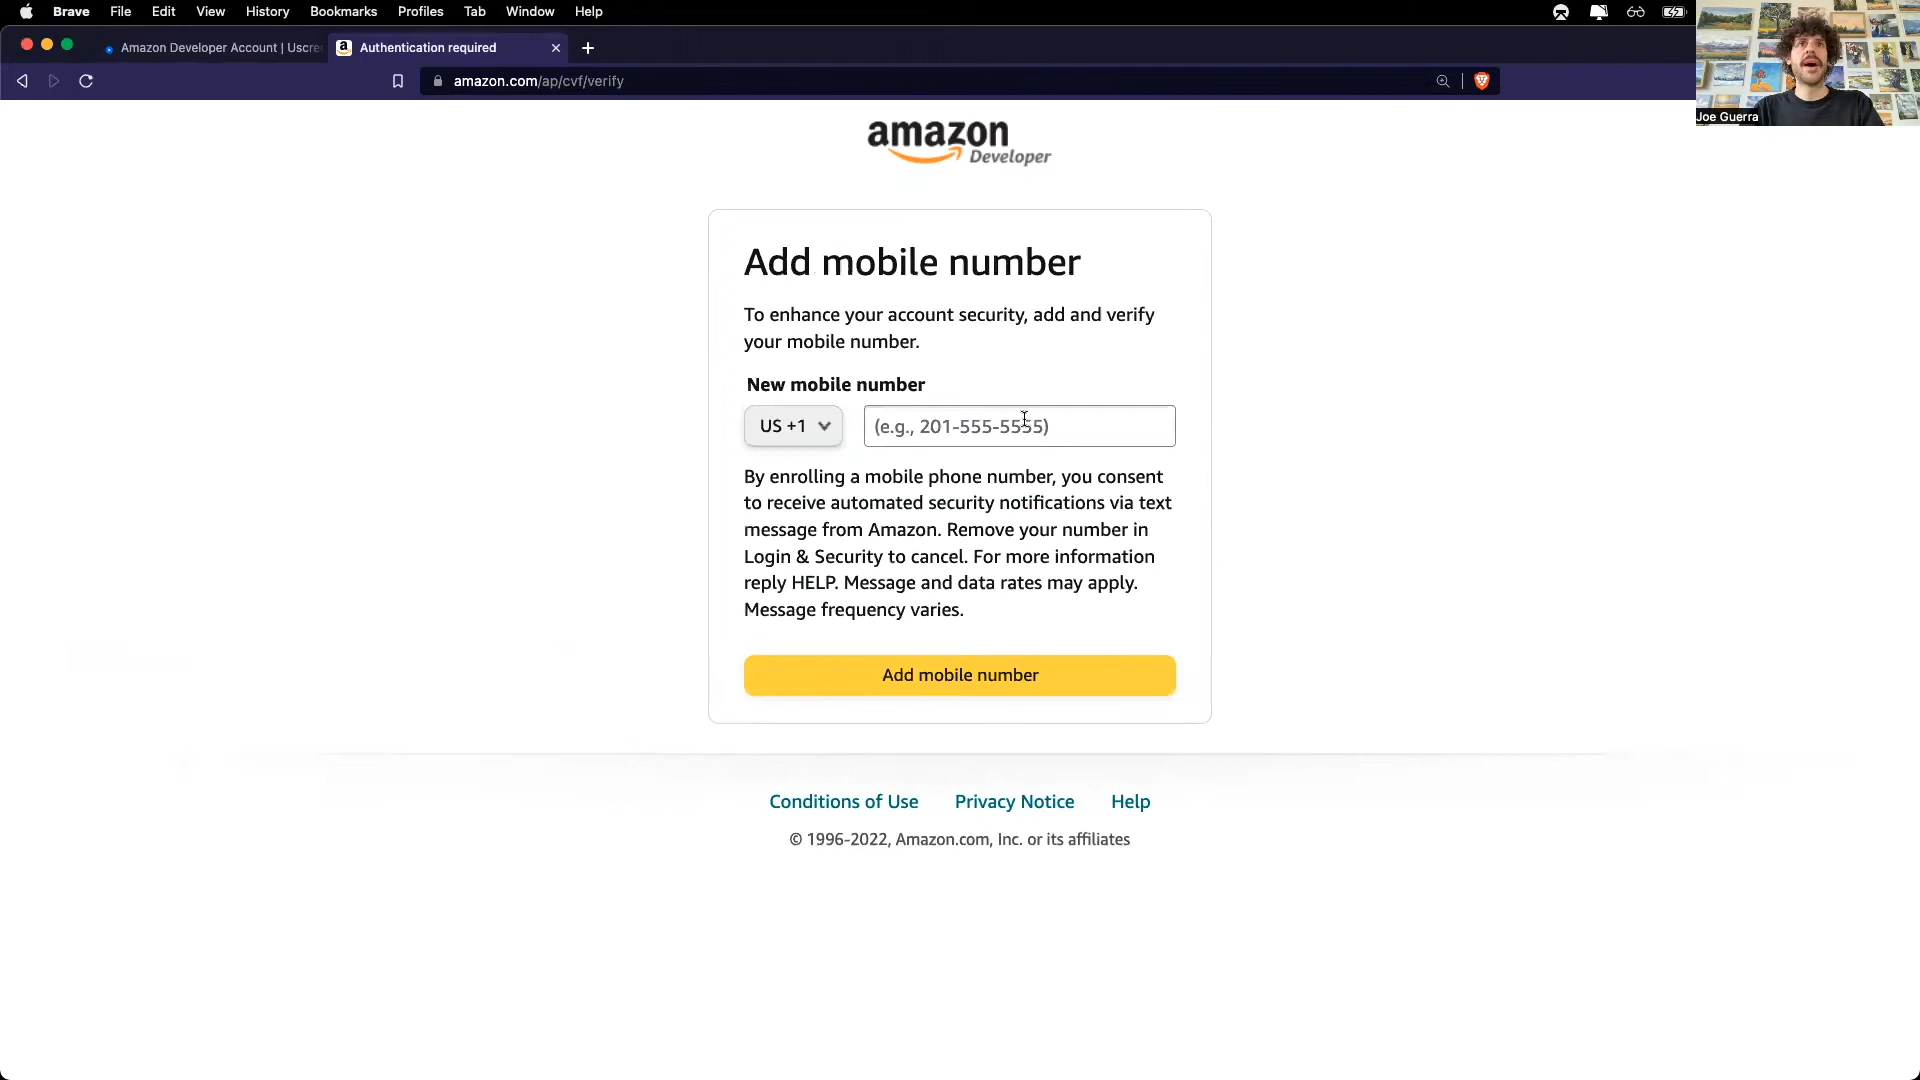 Brave File Edit View History Bookmarks Profiles Tab Window Help
Amazon Developer Account | Uscre
Authentication required
amazon.com/ap/cvf/verify
Joe Guerra
amazon
Developer
Add mobile number
To enhance your account security, add and verify
your mobile number.
New mobile number
US +1
(e.g., 201-555-5555)
By enrolling a mobile phone number, you consent
to receive automated security notifications via text
message from Amazon. Remove your number in
Login & Security to cancel. For more information
reply HELP. Message and data rates may apply.
Message frequency varies.
Add mobile number
Conditions of Use Privacy Notice Help
© 1996-2022, Amazon.com, Inc. or its affiliates